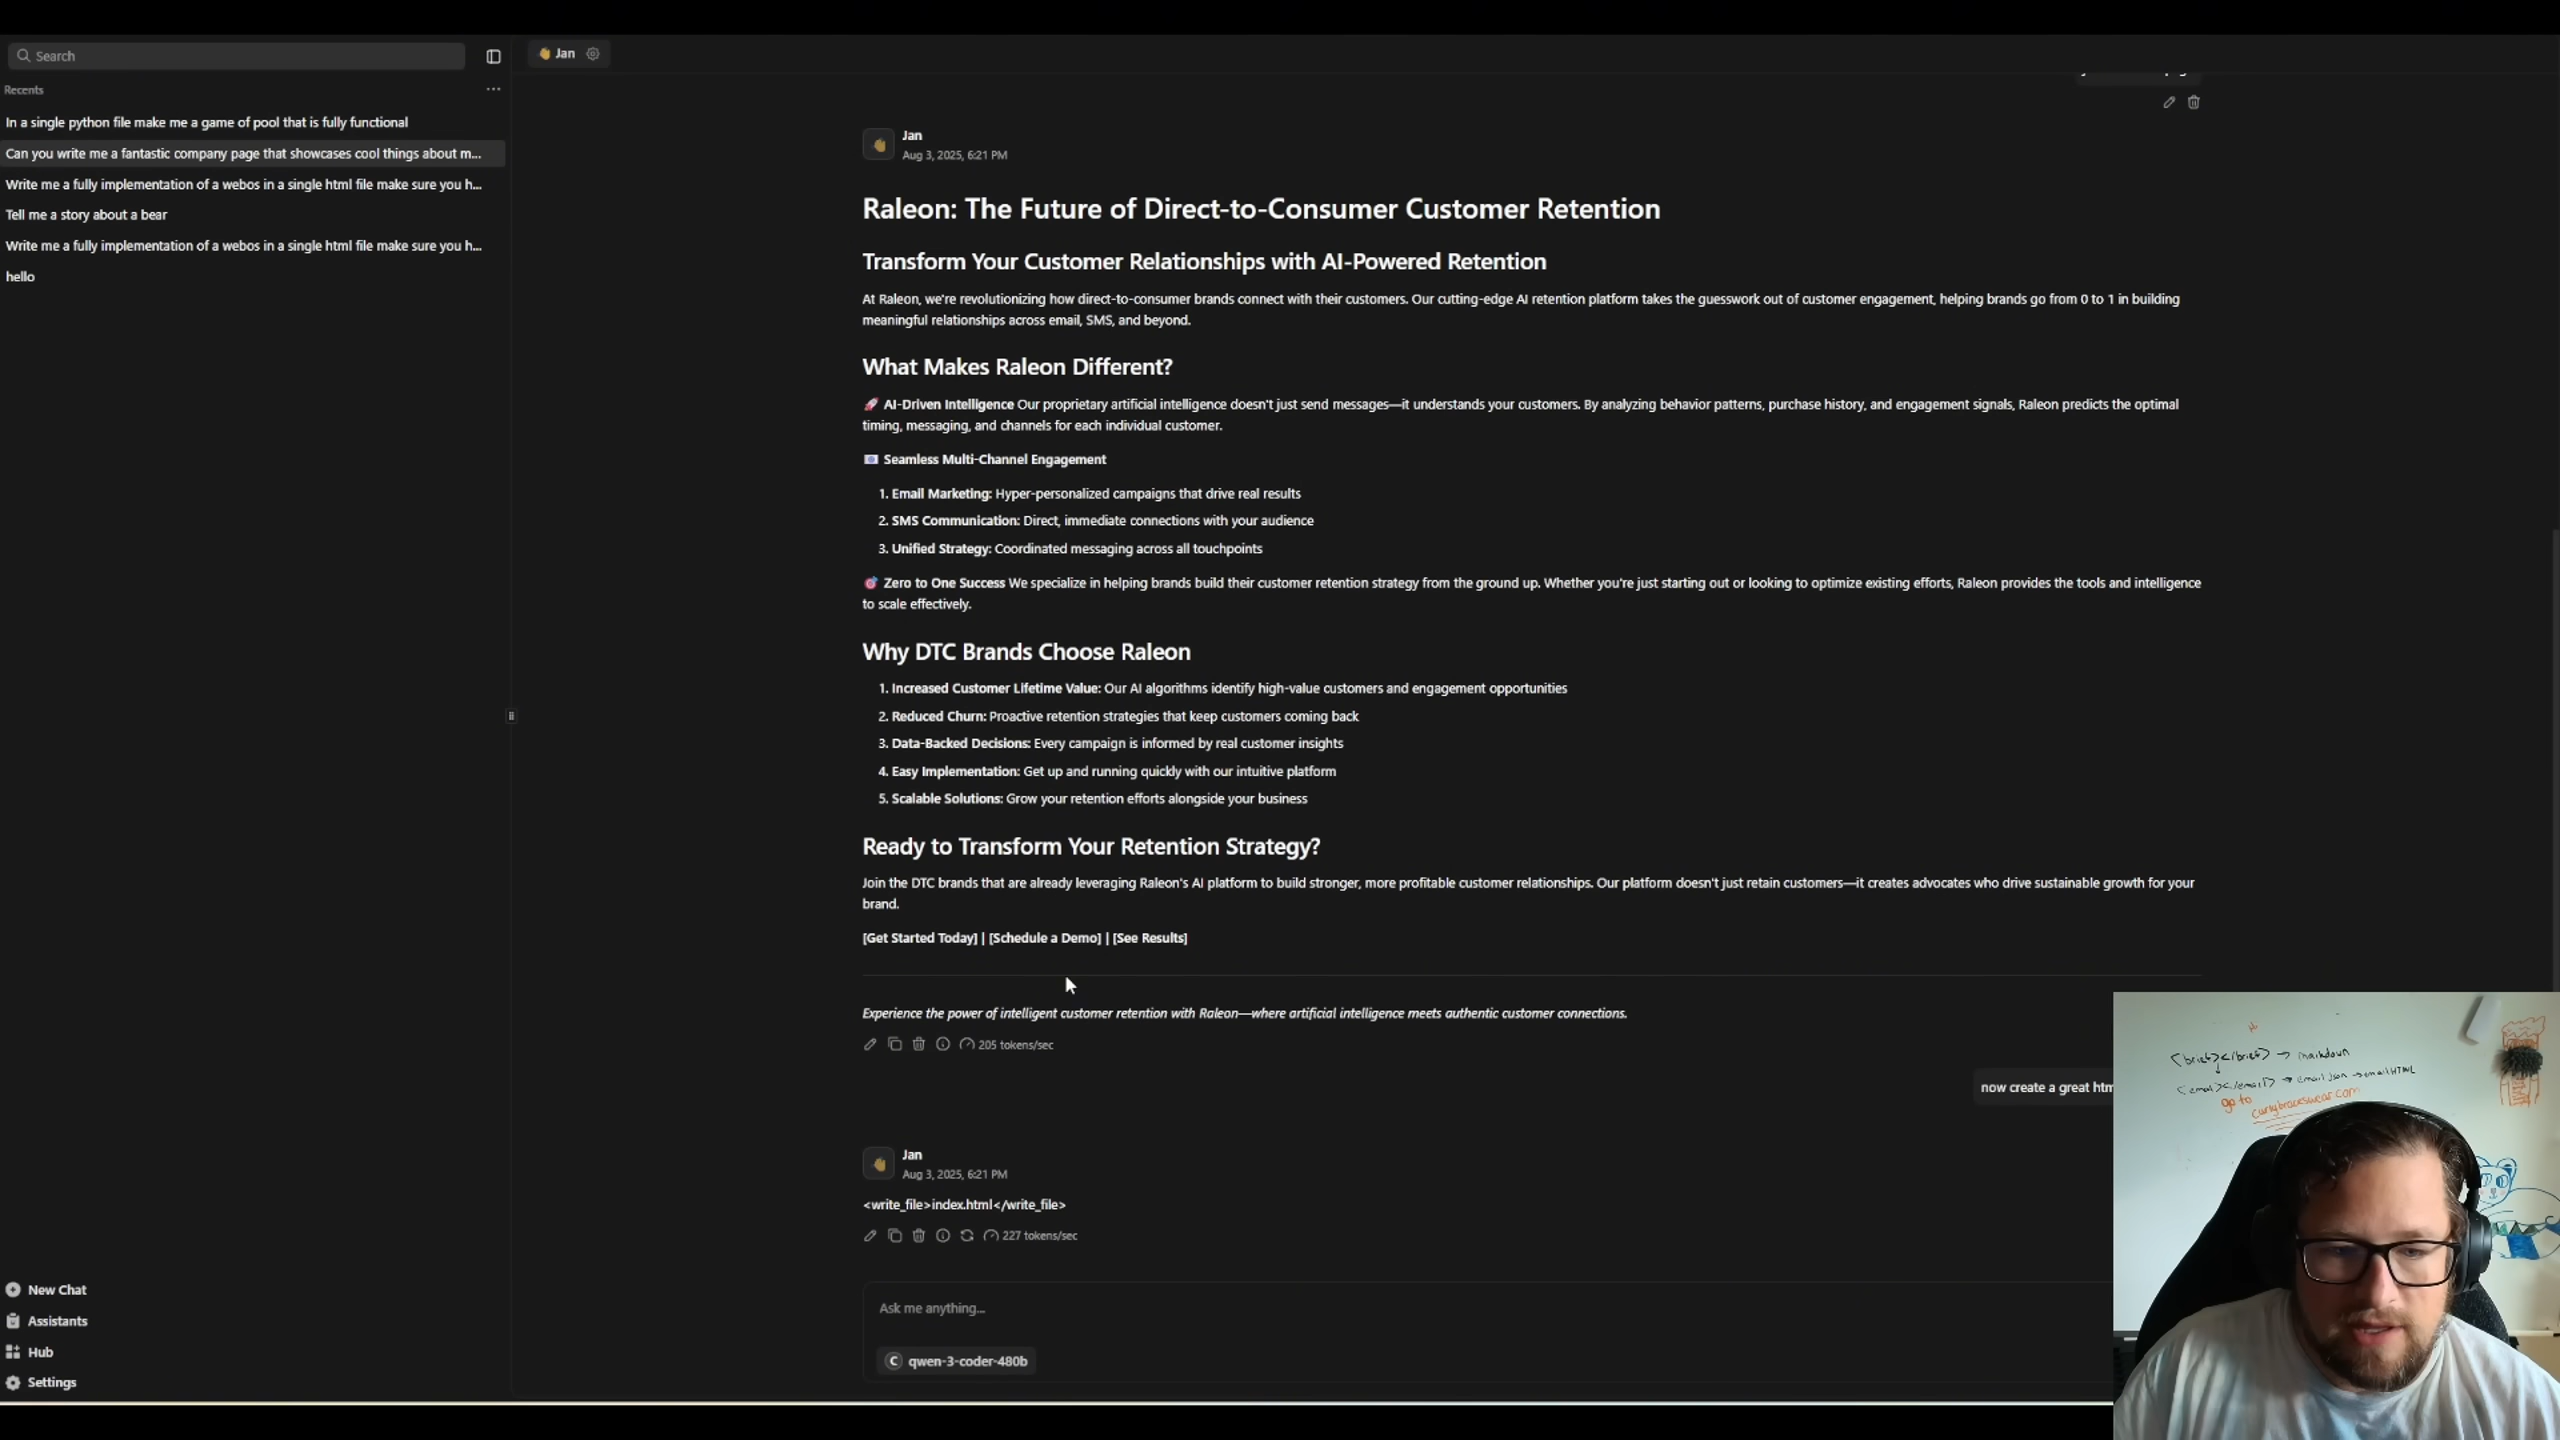 Search
Recents
In a single python file make me a game of pool that is fully functional
Can you write me a fantastic company page that showcases cool things about m...
Write me a fully implementation of a webos in a single html file make sure you h...
Tell me a story about a bear
Write me a fully implementation of a webos in a single html file make sure you h...
hello
New Chat
Assistants
Hub
Settings
Jan
Jan
Aug 3, 2025, 6:21 PM
Raleon: The Future of Direct-to-Consumer Customer Retention
Transform Your Customer Relationships with AI-Powered Retention
At Raleon, we're revolutionizing how direct-to-consumer brands connect with their customers. Our cutting-edge AI retention platform takes the guesswork out of customer engagement, helping brands go from 0 to 1 in building
meaningful relationships across email, SMS, and beyond.
What Makes Raleon Different?
🚀 AI-Driven Intelligence Our proprietary artificial intelligence doesn't just send messages—it understands your customers. By analyzing behavior patterns, purchase history, and engagement signals, Raleon predicts the optimal
timing, messaging, and channels for each individual customer.
Seamless Multi-Channel Engagement
1. Email Marketing: Hyper-personalized campaigns that drive real results
2. SMS Communication: Direct, immediate connections with your audience
3. Unified Strategy: Coordinated messaging across all touchpoints
🎯 Zero to One Success We specialize in helping brands build their customer retention strategy from the ground up. Whether you're just starting out or looking to optimize existing efforts, Raleon provides the tools and intelligence
to scale effectively.
Why DTC Brands Choose Raleon
1. Increased Customer Lifetime Value: Our AI algorithms identify high-value customers and engagement opportunities
2. Reduced Churn: Proactive retention strategies that keep customers coming back
3. Data-Backed Decisions: Every campaign is informed by real customer insights
4. Easy Implementation: Get up and running quickly with our intuitive platform
5. Scalable Solutions: Grow your retention efforts alongside your business
Ready to Transform Your Retention Strategy?
Join the DTC brands that are already leveraging Raleon's AI platform to build stronger, more profitable customer relationships. Our platform doesn't just retain customers—it creates advocates who drive sustainable growth for your
brand.
[Get Started Today] | [Schedule a Demo] | [See Results]
Experience the power of intelligent customer retention with Raleon—where artificial intelligence meets authentic customer connections.
205 tokens/sec
now create a great htm
Jan
Aug 3, 2025, 6:21 PM
<write_file>index.html</write_file>
227 tokens/sec
Ask me anything...
C qwen-3-coder-480b
<brief></brief> → markdown
<email></email> → email json → email HTML
go to
curlybraceswear.com